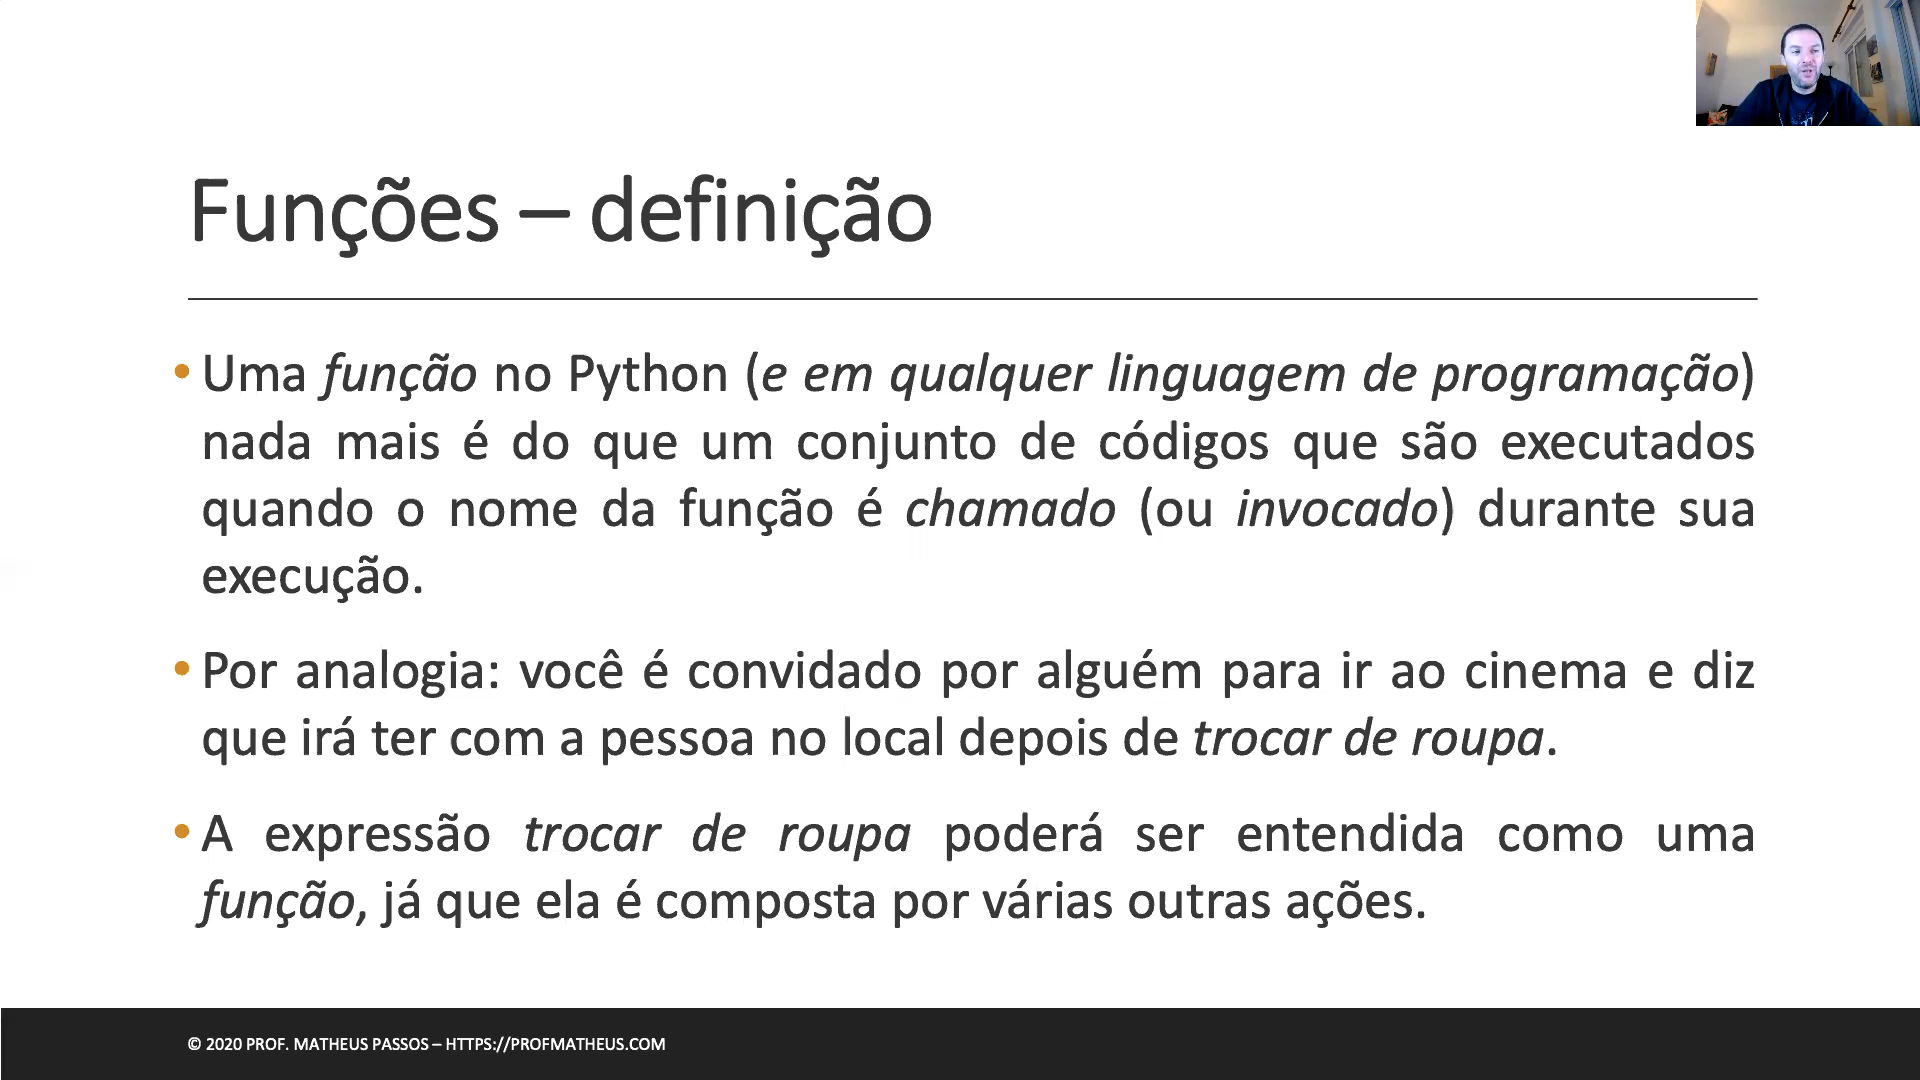 Funções – definição
• Uma função no Python (e em qualquer linguagem de programação)
nada mais é do que um conjunto de códigos que são executados
quando o nome da função é chamado (ou invocado) durante sua
execução.
• Por analogia: você é convidado por alguém para ir ao cinema e diz
que irá ter com a pessoa no local depois de trocar de roupa.
• A expressão trocar de roupa poderá ser entendida como uma
função, já que ela é composta por várias outras ações.
© 2020 PROF. MATHEUS PASSOS – HTTPS://PROFMATHEUS.COM